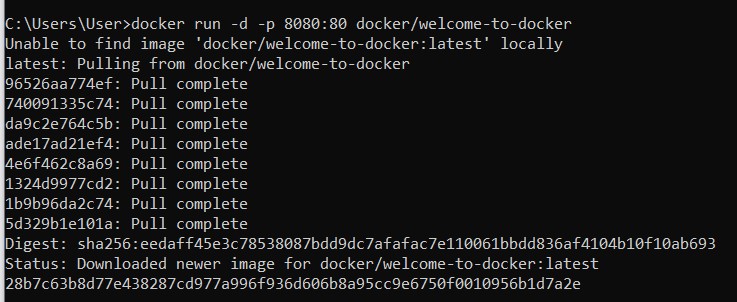 C:\Users\User>docker run -d -p 8080:80 docker/welcome-to-docker
Unable to find image 'docker/welcome-to-docker:latest' locally
latest: Pulling from docker/welcome-to-docker
96526aa774ef: Pull complete
740091335c74: Pull complete
da9c2e764c5b: Pull complete
ade17ad21ef4: Pull complete
4e6f462c8a69: Pull complete
1324d9977cd2: Pull complete
1b9b96da2c74: Pull complete
5d329b1e101a: Pull complete
Digest: sha256:eedaff45e3c78538087bdd9dc7afafac7e110061bbdd836af4104b10f10ab693
Status: Downloaded newer image for docker/welcome-to-docker:latest
28b7c63b8d77e438287cd977a996f936d606b8a95cc9e6750f0010956b1d7a2e